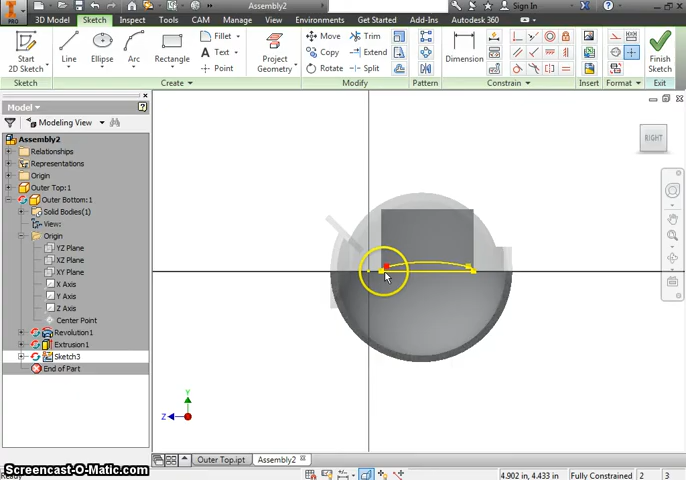 PRO
Assembly2
Sign In
3D Model
Sketch
Inspect
Tools
CAM
Manage
View
Environments
Get Started
Add-Ins
Autodesk 360
Start
2D Sketch
Line
Ellipse
Arc
Rectangle
Fillet
Text
Point
Project
Geometry
Move
Copy
Rotate
Trim
Extend
Split
Dimension
Finish
Sketch
Sketch
Create
Modify
Pattern
Constrain
Insert
Format
Exit
Model
Modeling View
Assembly2
Relationships
Representations
Origin
Outer Top:1
Outer Bottom:1
Solid Bodies(1)
View:
Origin
YZ Plane
XZ Plane
XY Plane
X Axis
Y Axis
Z Axis
Center Point
Revolution1
Extrusion1
Sketch3
End of Part
RIGHT
Y
Z
Outer Top.ipt
Assembly2
Screencast-O-Matic.com
Ready
4.902 in, 4.433 in
Fully Constrained
2
3